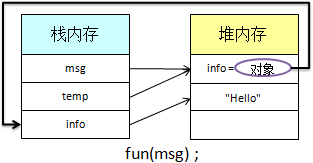 栈内存
堆内存
msg
info = 对象
temp
"Hello"
info
fun(msg) ;